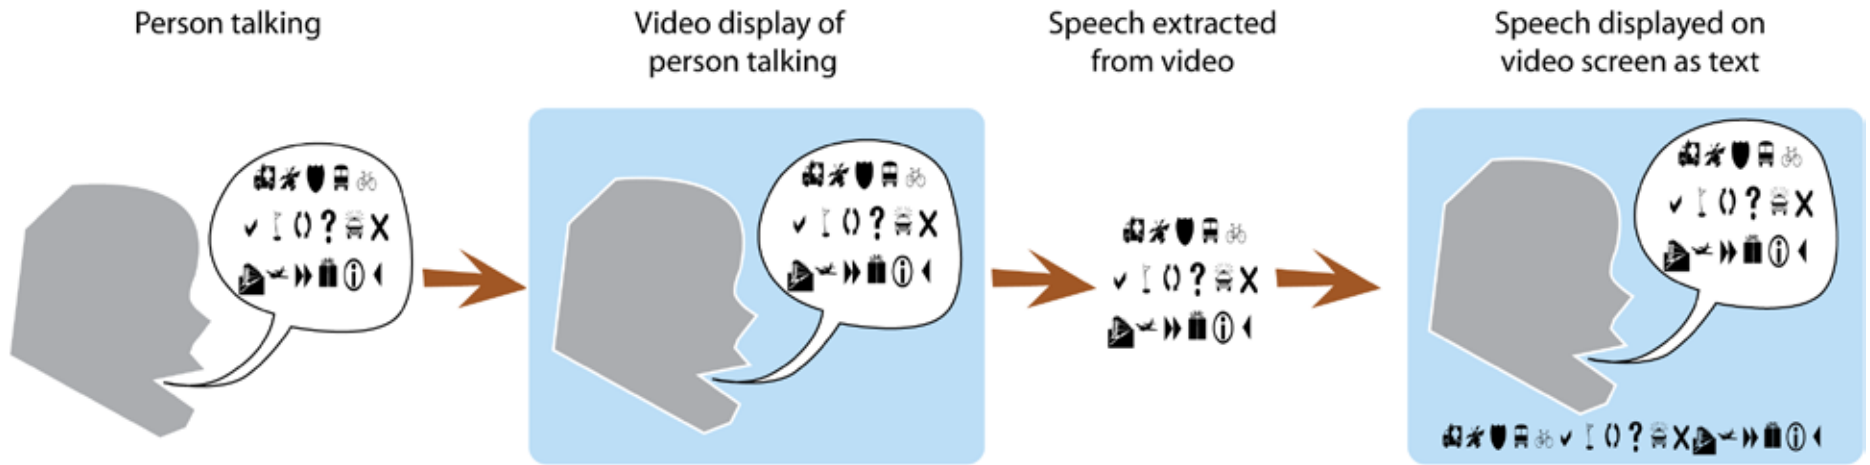 Person talking
Video display of
person talking
Speech extracted
from video
Speech displayed on
video screen as text